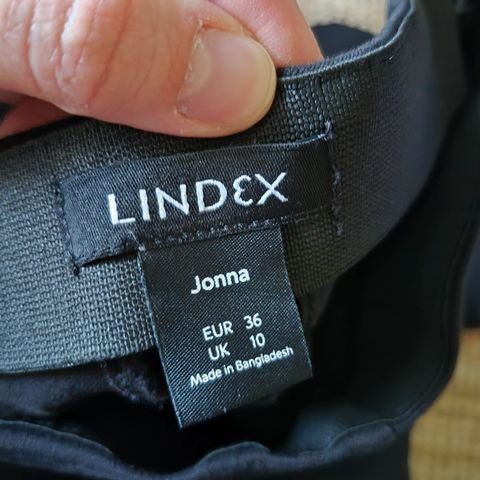 LINDEX
Jonna
EUR 36
UK 10
Made in Bangladesh